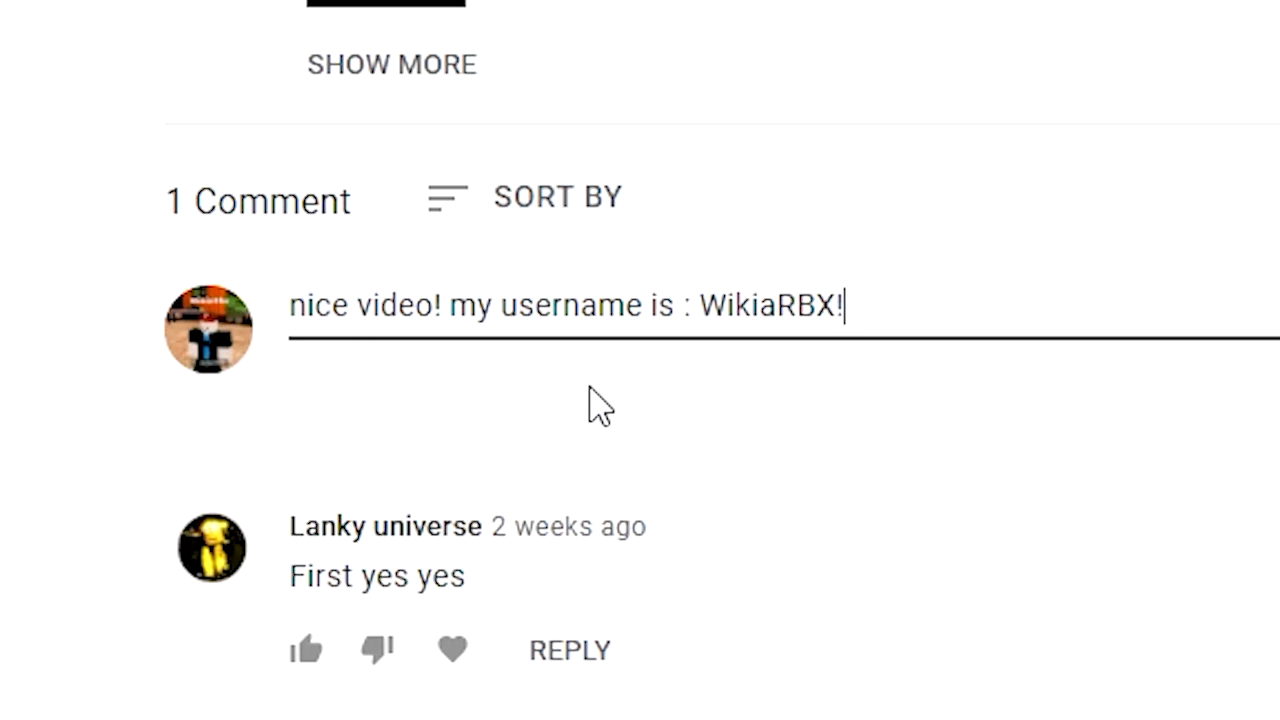 SHOW MORE
1 Comment
SORT BY
nice video! my username is : WikiaRBX!
Lanky universe 2 weeks ago
First yes yes
REPLY